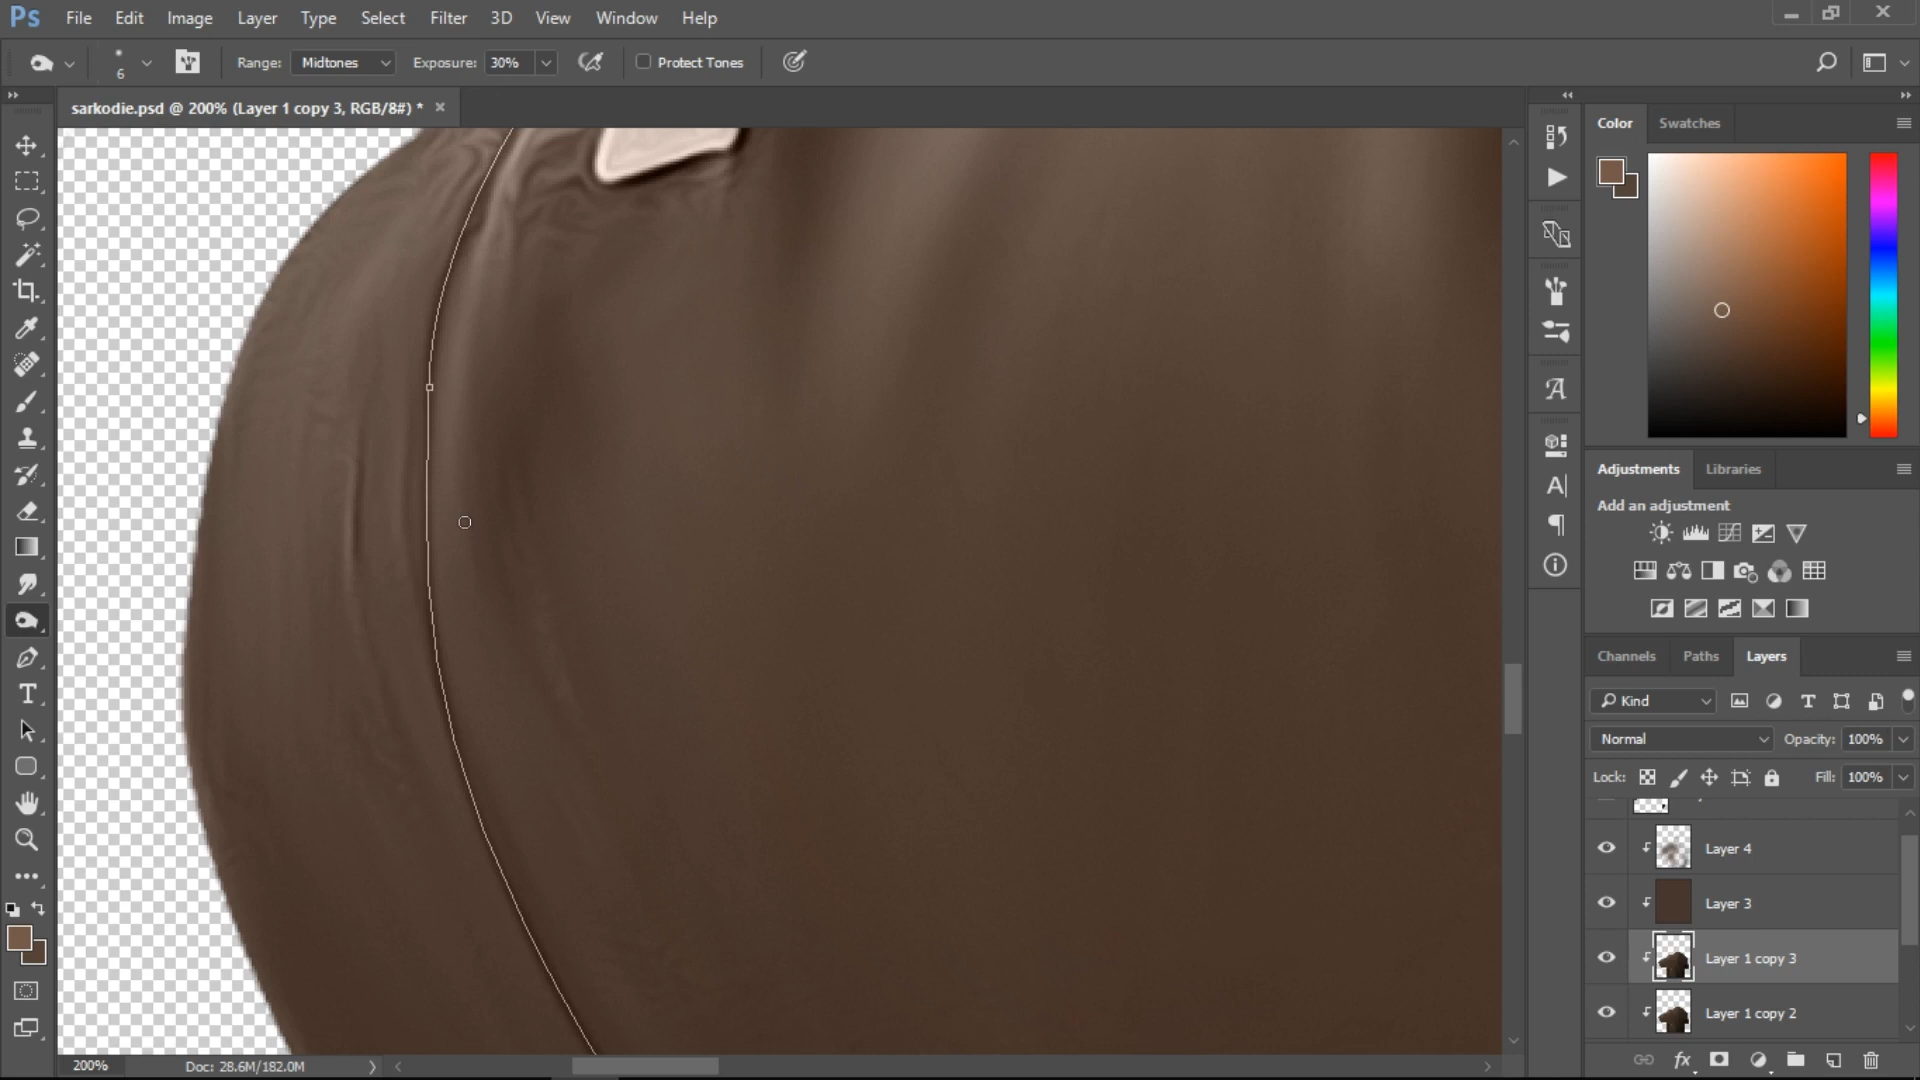 Ps File Edit Image Layer Type Select Filter 3D View Window Help
6 Range: Midtones Exposure: 30% Protect Tones
sarkodie.psd @ 200% (Layer 1 copy 3, RGB/8#) *
Color Swatches
Adjustments Libraries
Add an adjustment
Channels Paths Layers
Kind
Normal Opacity: 100%
Lock: Fill: 100%
Layer 4
Layer 3
Layer 1 copy 3
Layer 1 copy 2
200% Doc: 28.6M/182.0M